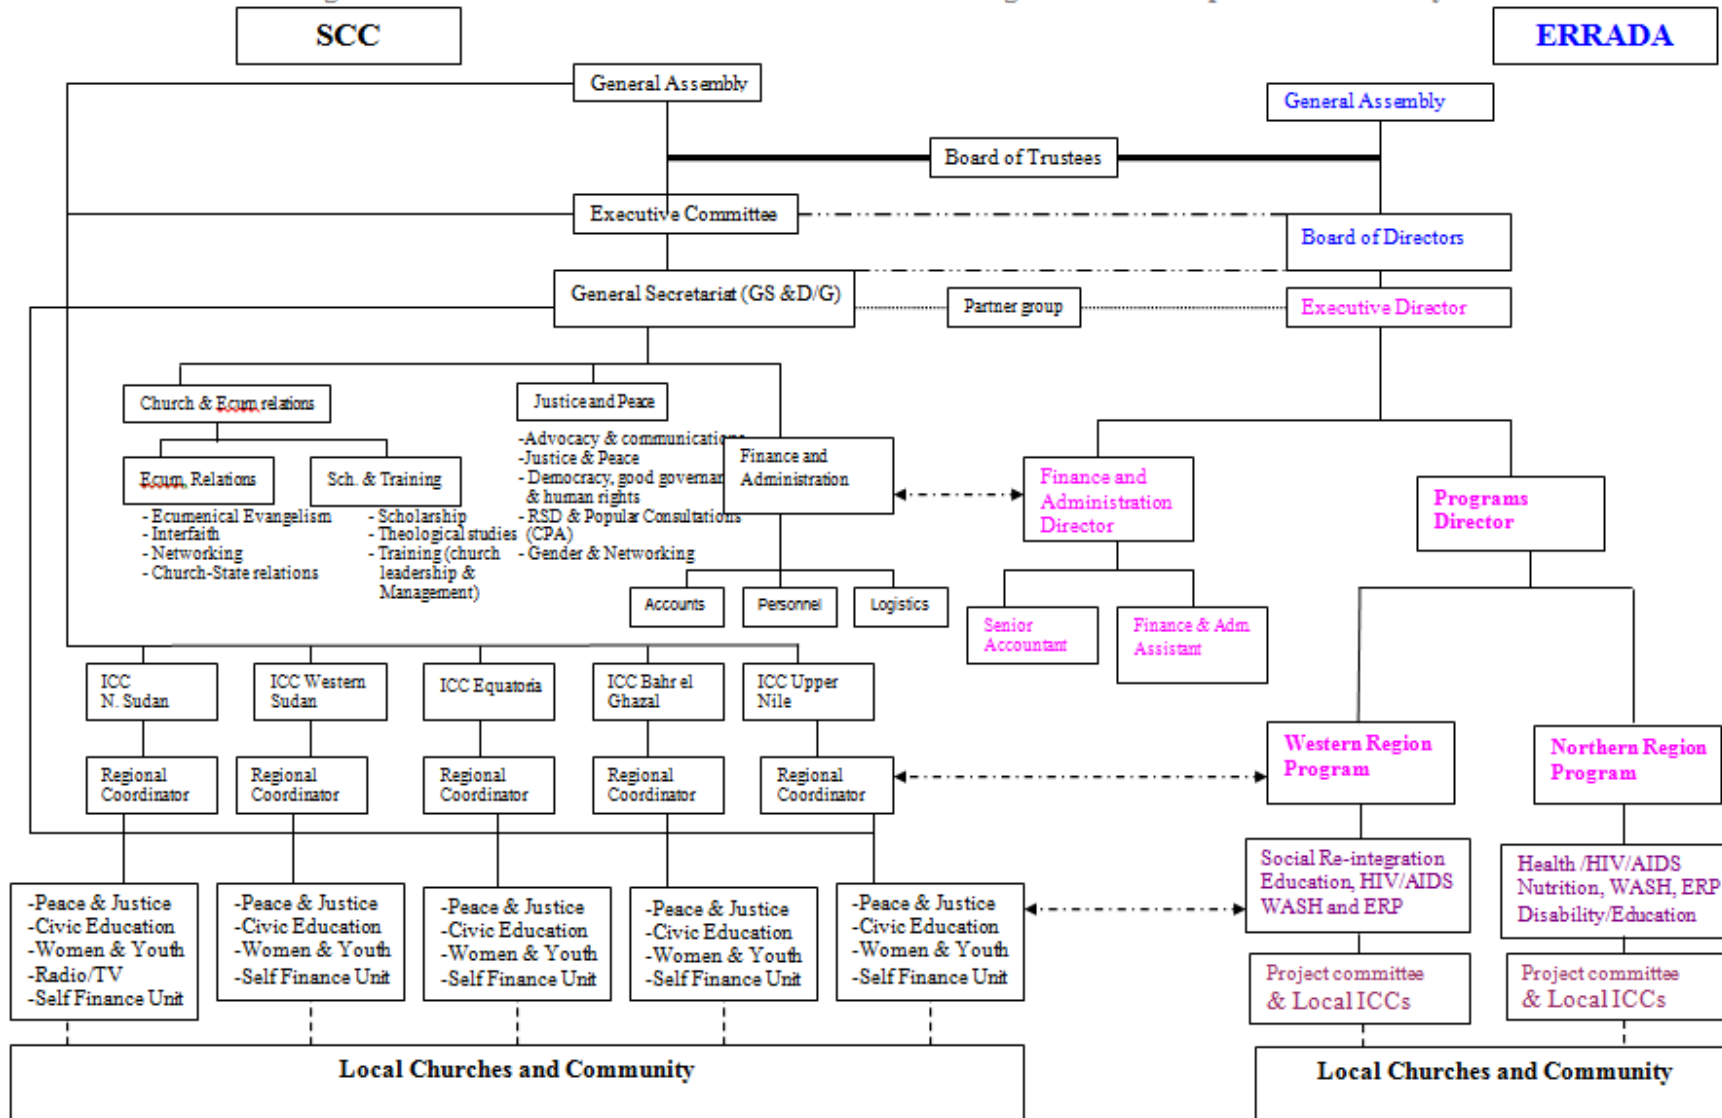 SCC
ERRADA
General Assembly
General Assembly
Board of Trustees
Executive Committee
Board of Directors
General Secretariat (GS &D/G)
Partner group
Executive Director
Church & Ecum relations
Justice and Peace
-Advocacy & communications
-Justice & Peace
-Democracy, good governan
& human rights
-RSD & Popular Consultations
(CPA)
-Gender & Networking
Ecum. Relations
Sch. & Training
- Ecumenical Evangelism
- Interfaith
- Networking
- Church-State relations
- Scholarship
- Theological studies
- Training (church
leadership &
Management)
Finance and
Administration
Finance and
Administration
Director
Programs
Director
Accounts
Personnel
Logistics
Senior
Accountant
Finance & Adm.
Assistant
ICC
N. Sudan
ICC Western
Sudan
ICC Equatoria
ICC Bahr el
Ghazal
ICC Upper
Nile
Western Region
Program
Northern Region
Program
Regional
Coordinator
Regional
Coordinator
Regional
Coordinator
Regional
Coordinator
Regional
Coordinator
Social Re-integration
Education, HIV/AIDS
WASH and ERP
Health /HIV/AIDS
Nutrition, WASH, ERP
Disability/Education
-Peace & Justice
-Civic Education
-Women & Youth
-Radio/TV
-Self Finance Unit
-Peace & Justice
-Civic Education
-Women & Youth
-Self Finance Unit
-Peace & Justice
-Civic Education
-Women & Youth
-Self Finance Unit
-Peace & Justice
-Civic Education
-Women & Youth
-Self Finance Unit
-Peace & Justice
-Civic Education
-Women & Youth
-Self Finance Unit
Project committee
& Local ICCs
Project committee
& Local ICCs
Local Churches and Community
Local Churches and Community